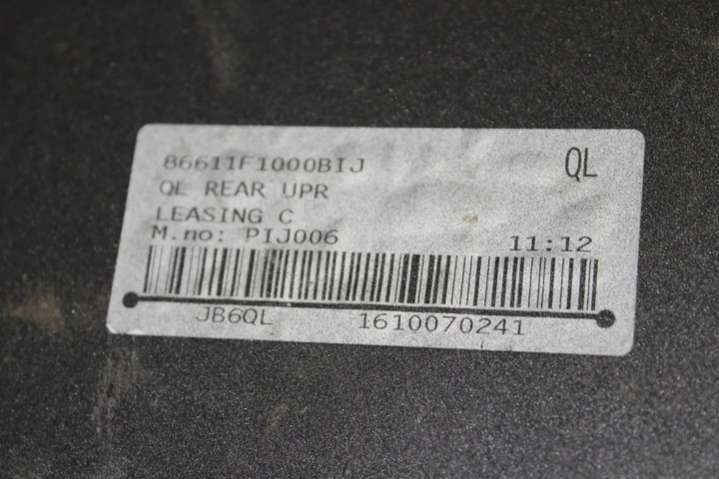 86611F1000BIJ
QL
QL REAR UPR
LEASING C
M.no: PIJ006
11:12
JB6QL 1610070241